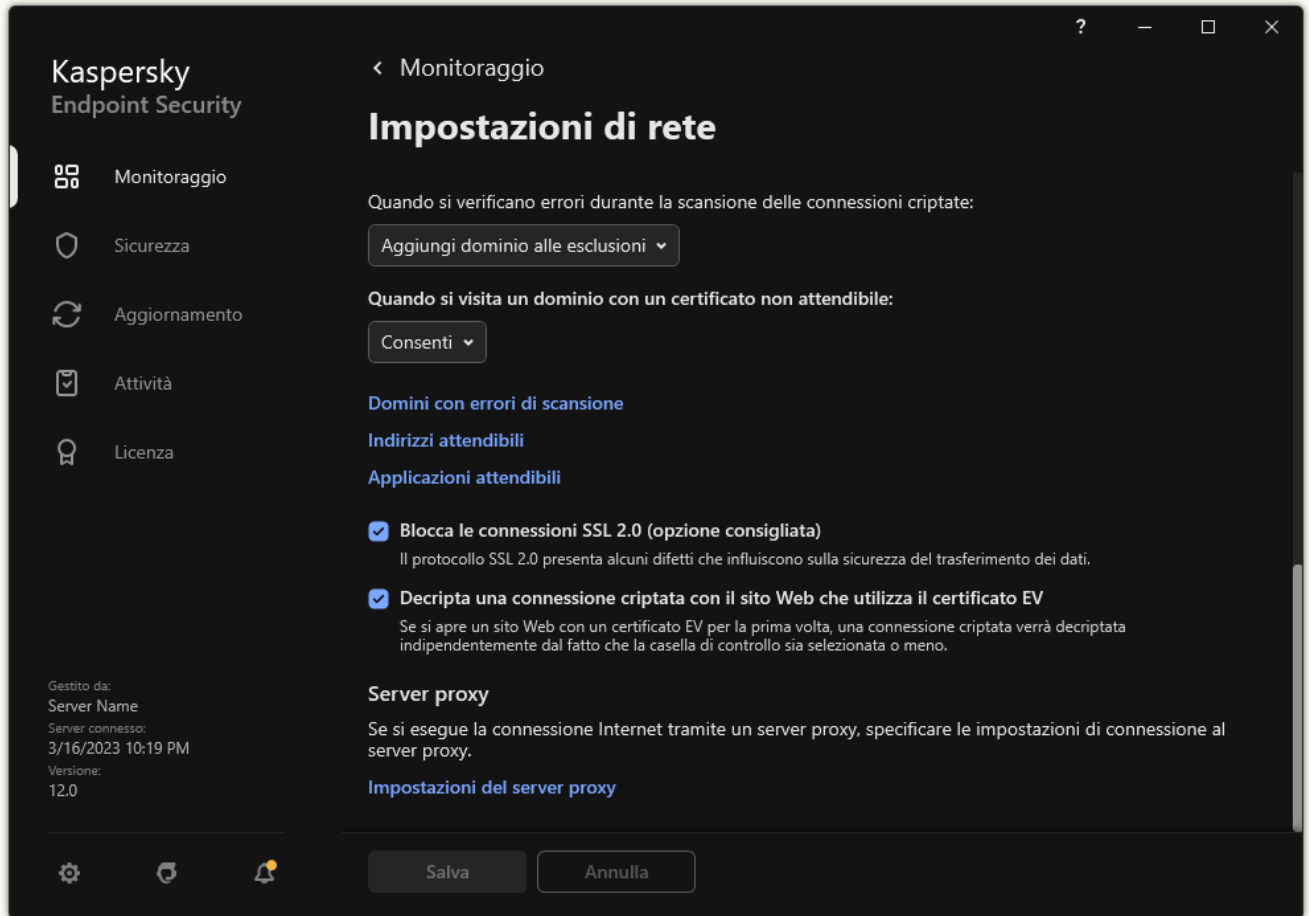 ?
Kaspersky
Endpoint Security
Monitoraggio
Sicurezza
Aggiornamento
Attività
Licenza
Gestito da:
Server Name
Server connesso:
3/16/2023 10:19 PM
Versione:
12.0
Monitoraggio
Impostazioni di rete
Quando si verificano errori durante la scansione delle connessioni criptate:
Aggiungi dominio alle esclusioni
Quando si visita un dominio con un certificato non attendibile:
Consenti
Domini con errori di scansione
Indirizzi attendibili
Applicazioni attendibili
Blocca le connessioni SSL 2.0 (opzione consigliata)
Il protocollo SSL 2.0 presenta alcuni difetti che influiscono sulla sicurezza del trasferimento dei dati.
Decripta una connessione criptata con il sito Web che utilizza il certificato EV
Se si apre un sito Web con un certificato EV per la prima volta, una connessione criptata verrà decriptata
indipendentemente dal fatto che la casella di controllo sia selezionata o meno.
Server proxy
Se si esegue la connessione Internet tramite un server proxy, specificare le impostazioni di connessione al
server proxy.
Impostazioni del server proxy
Salva
Annulla